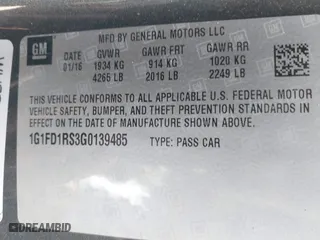 GM
MFD BY GENERAL MOTORS LLC
DATE GVWR GAWR FRT GAWR RR
01/16 1934 KG 914 KG 1020 KG
4265 LB 2016 LB 2249 LB
THIS VEHICLE CONFORMS TO ALL APPLICABLE U.S. FEDERAL MOTOR
VEHICLE SAFETY, BUMPER, AND THEFT PREVENTION STANDARDS
IN EFFECT ON THE DATE OF MANUFACTURE SHOWN ABOVE.
1G1FD1RS3G0139485 TYPE: PASS CAR